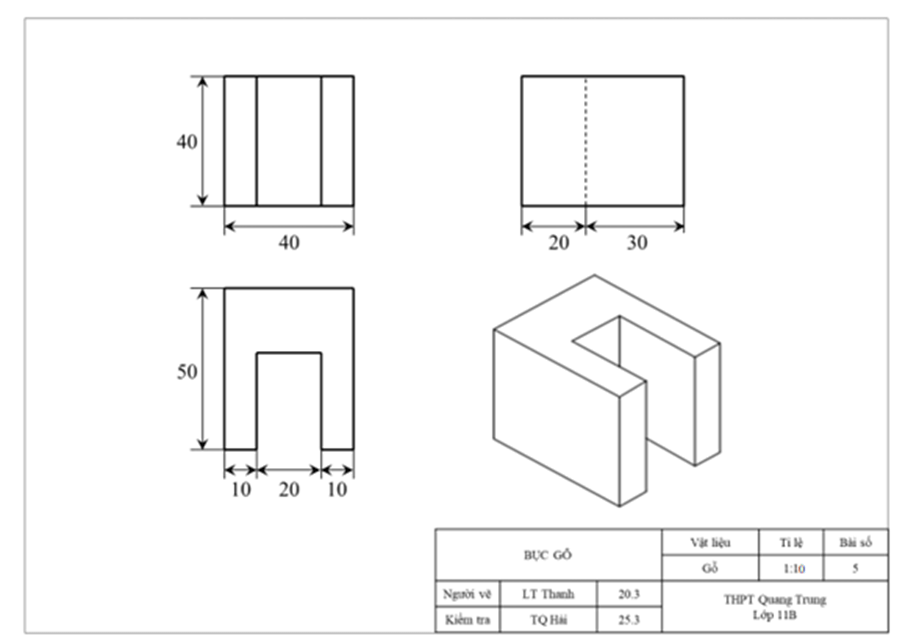 40
40
20 30
50
10 20 10
BỤC GỖ
Vật liệu Tỉ lệ Bài số
Gỗ 1:10 5
Người vẽ LT Thanh 20.3
Kiểm tra TQ Hải 25.3
THPT Quang Trung
Lớp 11B